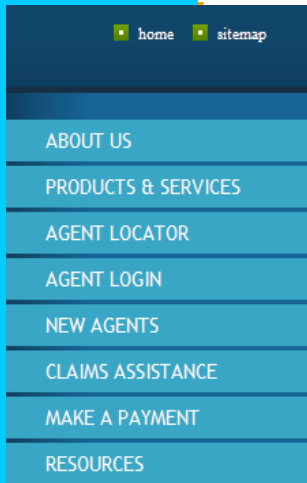 home sitemap
ABOUT US
PRODUCTS & SERVICES
AGENT LOCATOR
AGENT LOGIN
NEW AGENTS
CLAIMS ASSISTANCE
MAKE A PAYMENT
RESOURCES